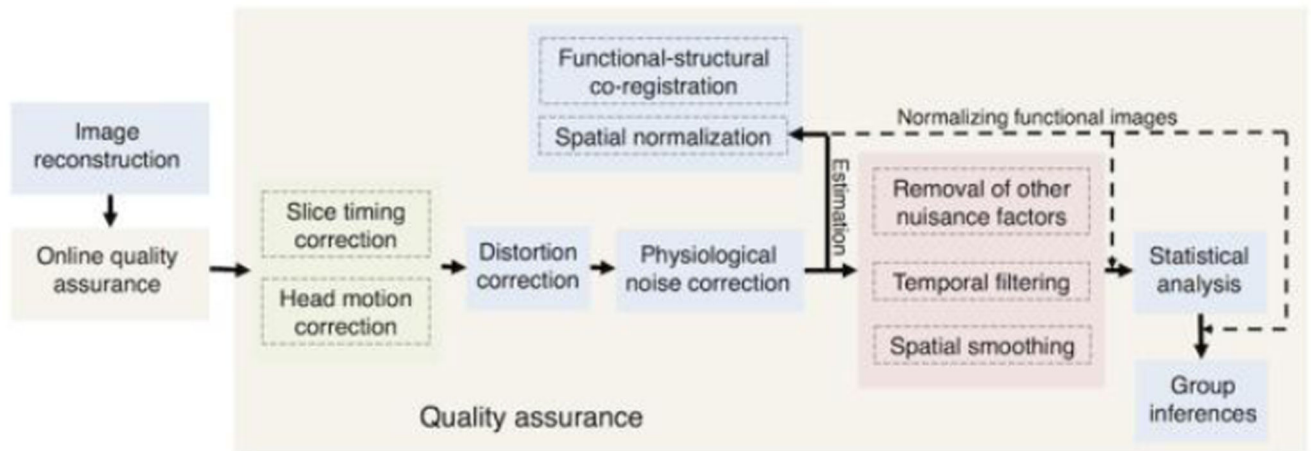 Image
reconstruction
Online quality
assurance
Slice timing
correction
Head motion
correction
Distortion
correction
Physiological
noise correction
Functional-structural
co-registration
Spatial normalization
Estimation
Normalizing functional images
Removal of other
nuisance factors
Temporal filtering
Spatial smoothing
Statistical
analysis
Group
inferences
Quality assurance